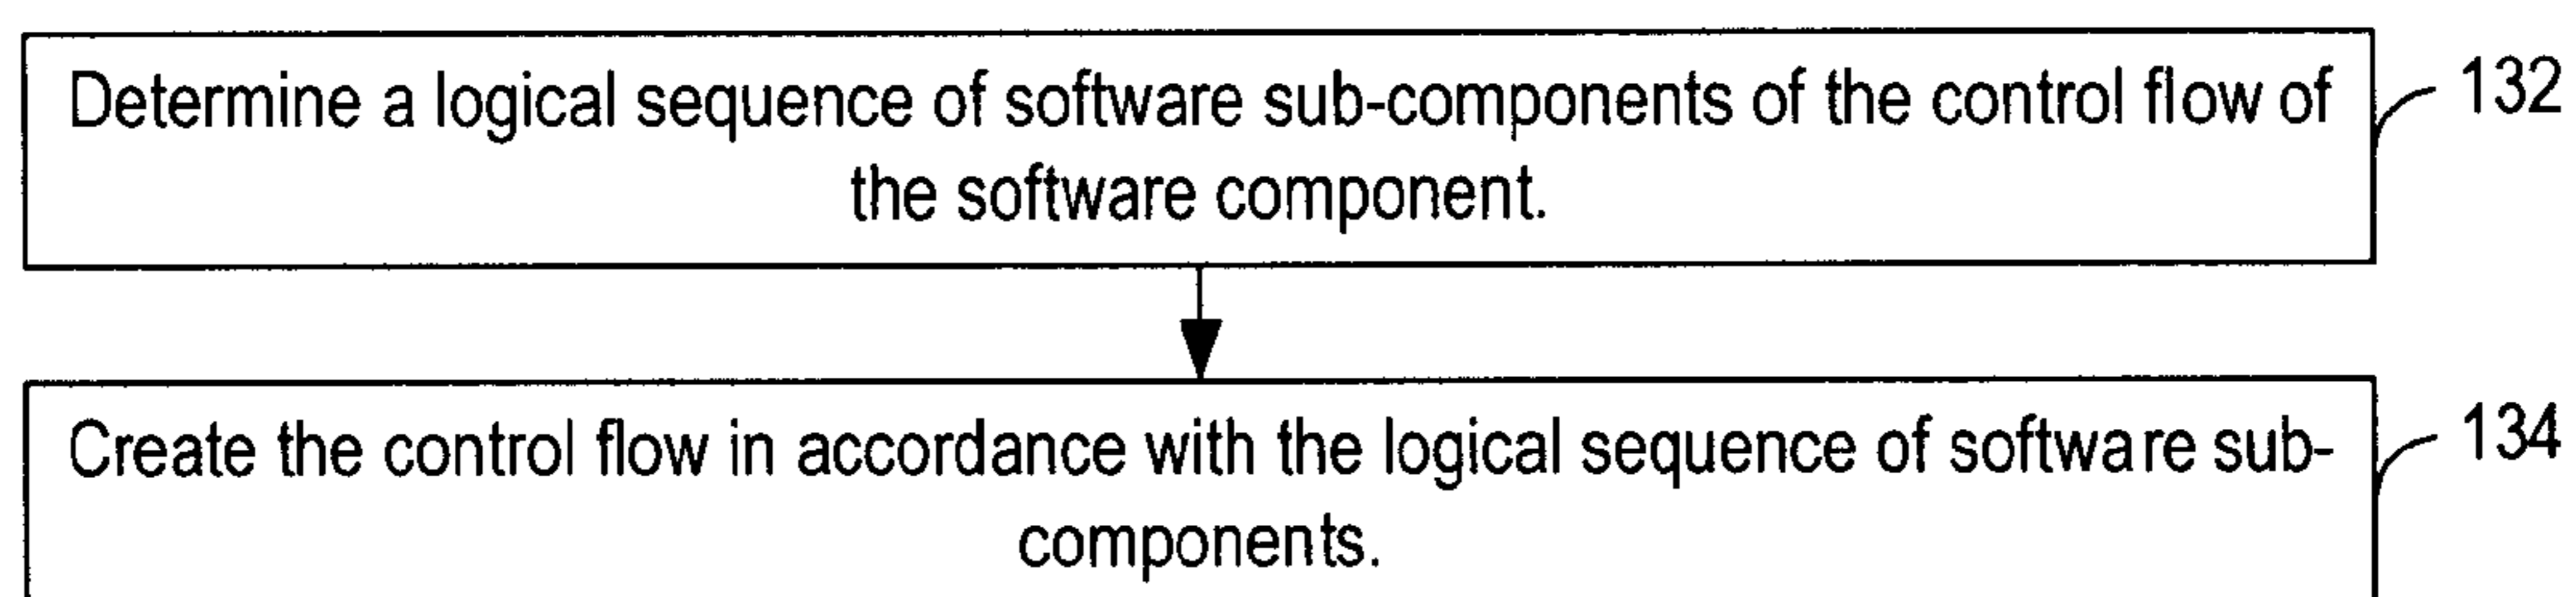 Determine a logical sequence of software sub-components of the control flow of
132
the software component.
Create the control flow in accordance with the logical sequence of software sub-
134
components.